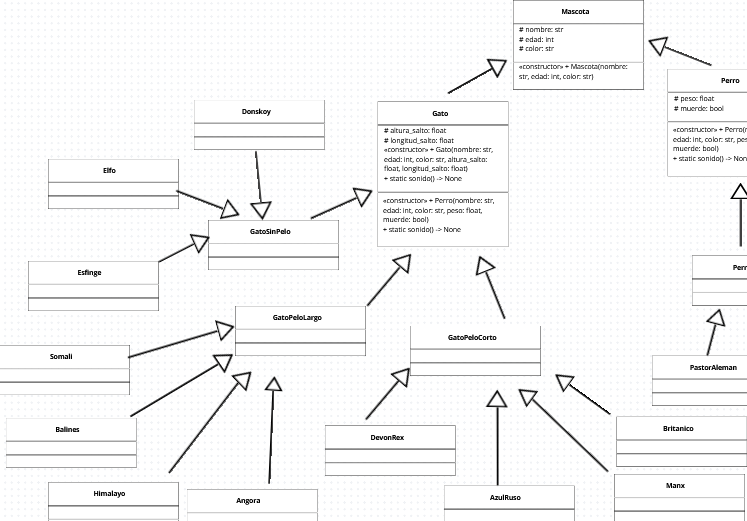 Mascota
# nombre: str
# edad: int
# color: str
«constructor» + Mascota(nombre:
str, edad: int, color: str)
Perro
# peso: float
# muerde: bool
«constructor» + Perro(n
edad: int, color: str, pes
muerde: bool)
+ static sonido() -> Non
Donskoy
Gato
# altura_salto: float
# longitud_salto: float
«constructor» + Gato(nombre: str,
edad: int, color: str, altura_salto:
float, longitud_salto: float)
+ static sonido() -> None
«constructor» + Perro(nombre: str,
edad: int, color: str, peso: float,
muerde: bool)
+ static sonido() -> None
Elfo
GatoSinPelo
Esfinge
Perr
GatoPeloLargo
GatoPeloCorto
Somali
PastorAleman
Balines
DevonRex
Britanico
Himalayo
Angora
AzulRuso
Manx